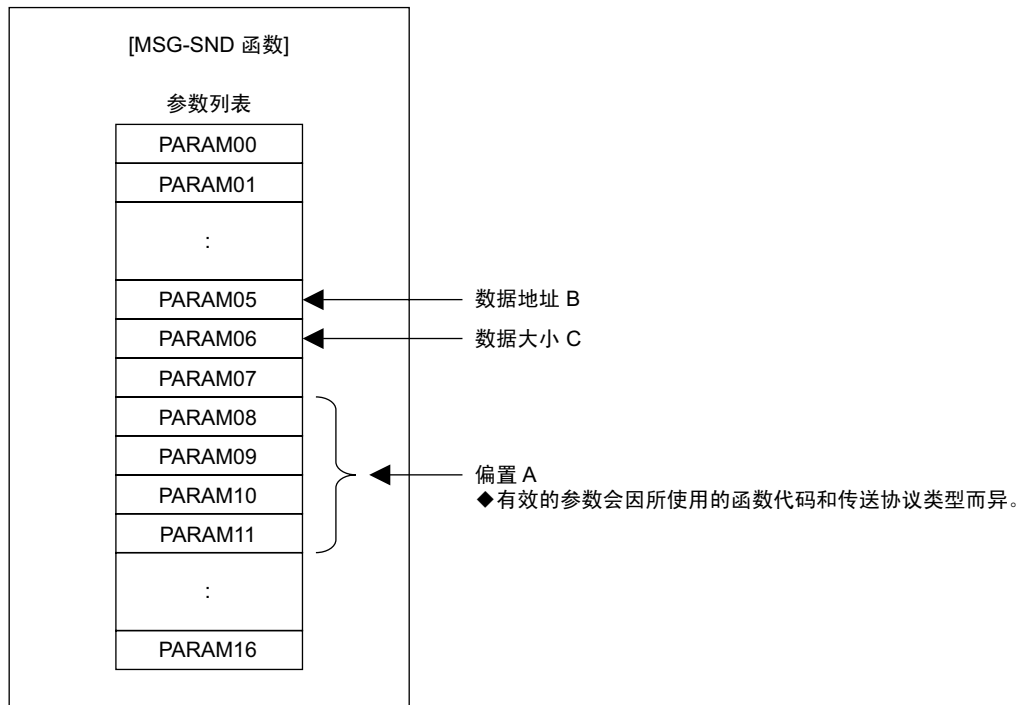 [MSG-SND 函数]
参数列表
PARAM00
PARAM01
:
PARAM05
数据地址 B
PARAM06
数据大小 C
PARAM07
PARAM08
PARAM09
PARAM10
PARAM11
偏置 A
◆有效的参数会因所使用的函数代码和传送协议类型而异。
:
PARAM16